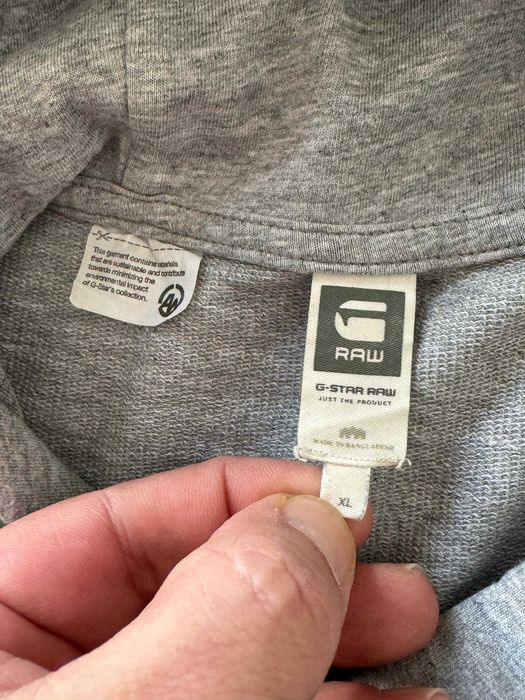 This garment contains materials
that are sustainable and contribute
towards minimizing the
environmental impact
of G-Star's collection.
RAW
G-STAR RAW
JUST THE PRODUCT
MADE IN BANGLADESH
XL